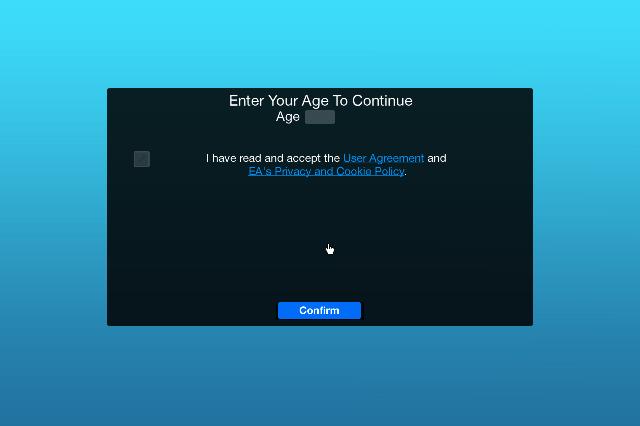 Enter Your Age To Continue
Age
I have read and accept the User Agreement and
EA's Privacy and Cookie Policy.
Confirm